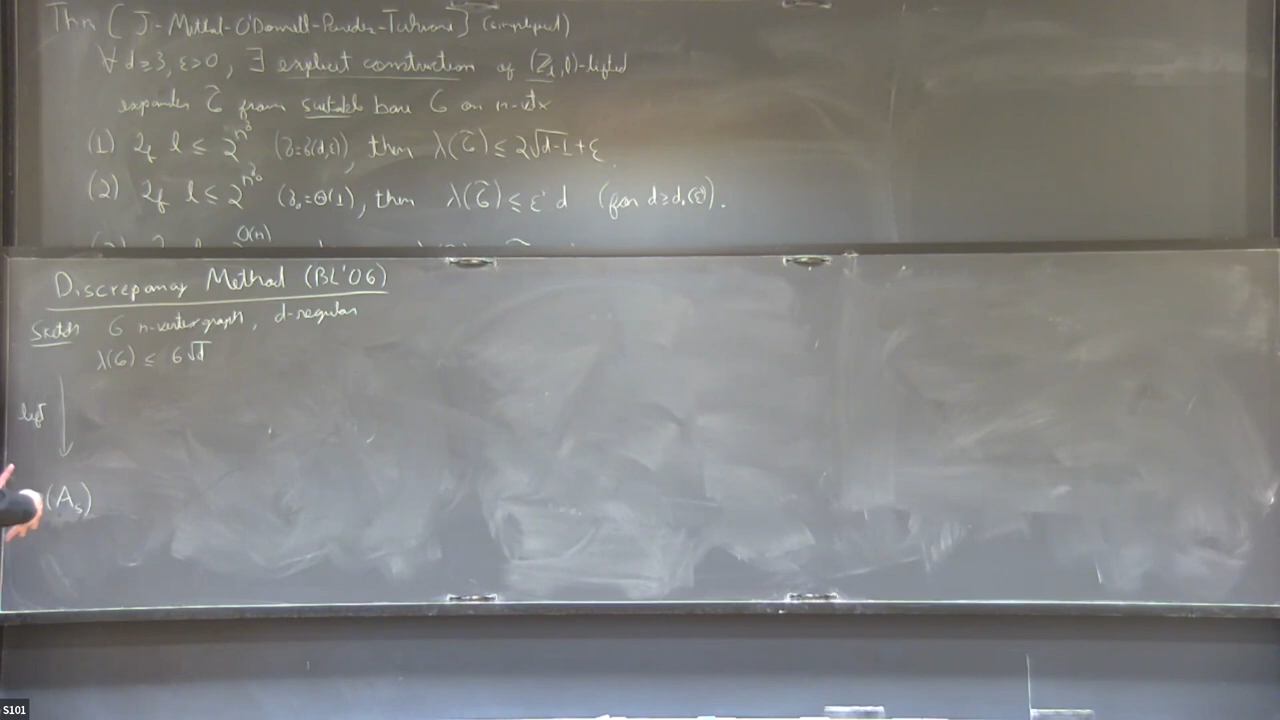 Thm [J-Mittal-O'Donnell-Paredes-Tulsiani] (simplified)
∀ d≥3, ε>0, ∃ explicit construction of (Z_ℓ, ℓ)-lifted
expander G̃ from suitable base G on n-vtx
(1) If ℓ ≤ 2^{n^δ} (δ=δ(d,ε)), then λ(G̃) ≤ 2√(d-1)+ε
(2) If ℓ ≤ 2^{n^{δ₀}} (δ₀=Θ(1)), then λ(G̃) ≤ ε'd (for d≥d₀(ε')).
O(n)
Discrepancy Method (BL'06)
Sketch G n-vertex graph, d-regular
λ(G) ≤ 6√d
lift
(A_s)
S101